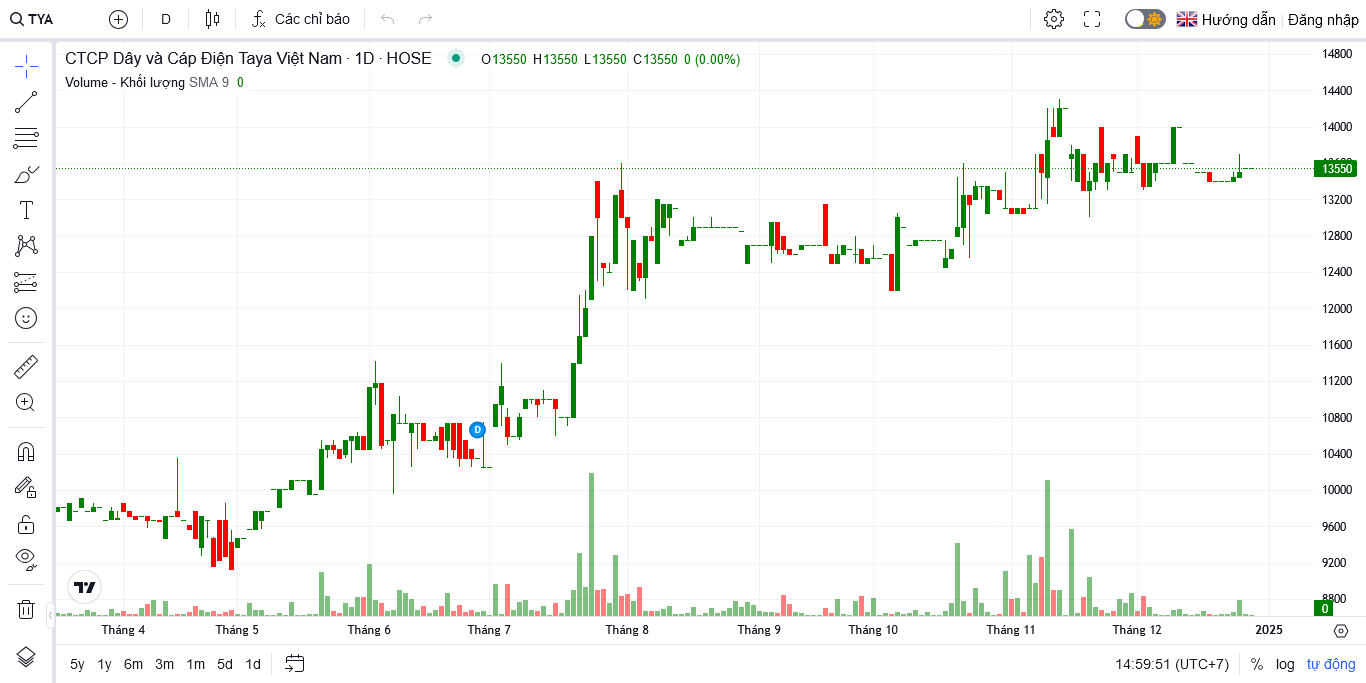 TYA D Các chỉ báo Hướng dẫn Đăng nhập
CTCP Dây và Cáp Điện Taya Việt Nam · 1D · HOSE O13550 H13550 L13550 C13550 0 (0.00%)
Volume - Khối lượng SMA 9 0
14800
14400
14000
13550
13200
12800
12400
12000
11600
11200
10800
D
10400
10000
9600
9200
8800
0
Tháng 4 Tháng 5 Tháng 6 Tháng 7 Tháng 8 Tháng 9 Tháng 10 Tháng 11 Tháng 12 2025
5y 1y 6m 3m 1m 5d 1d 14:59:51 (UTC+7) % log tự động